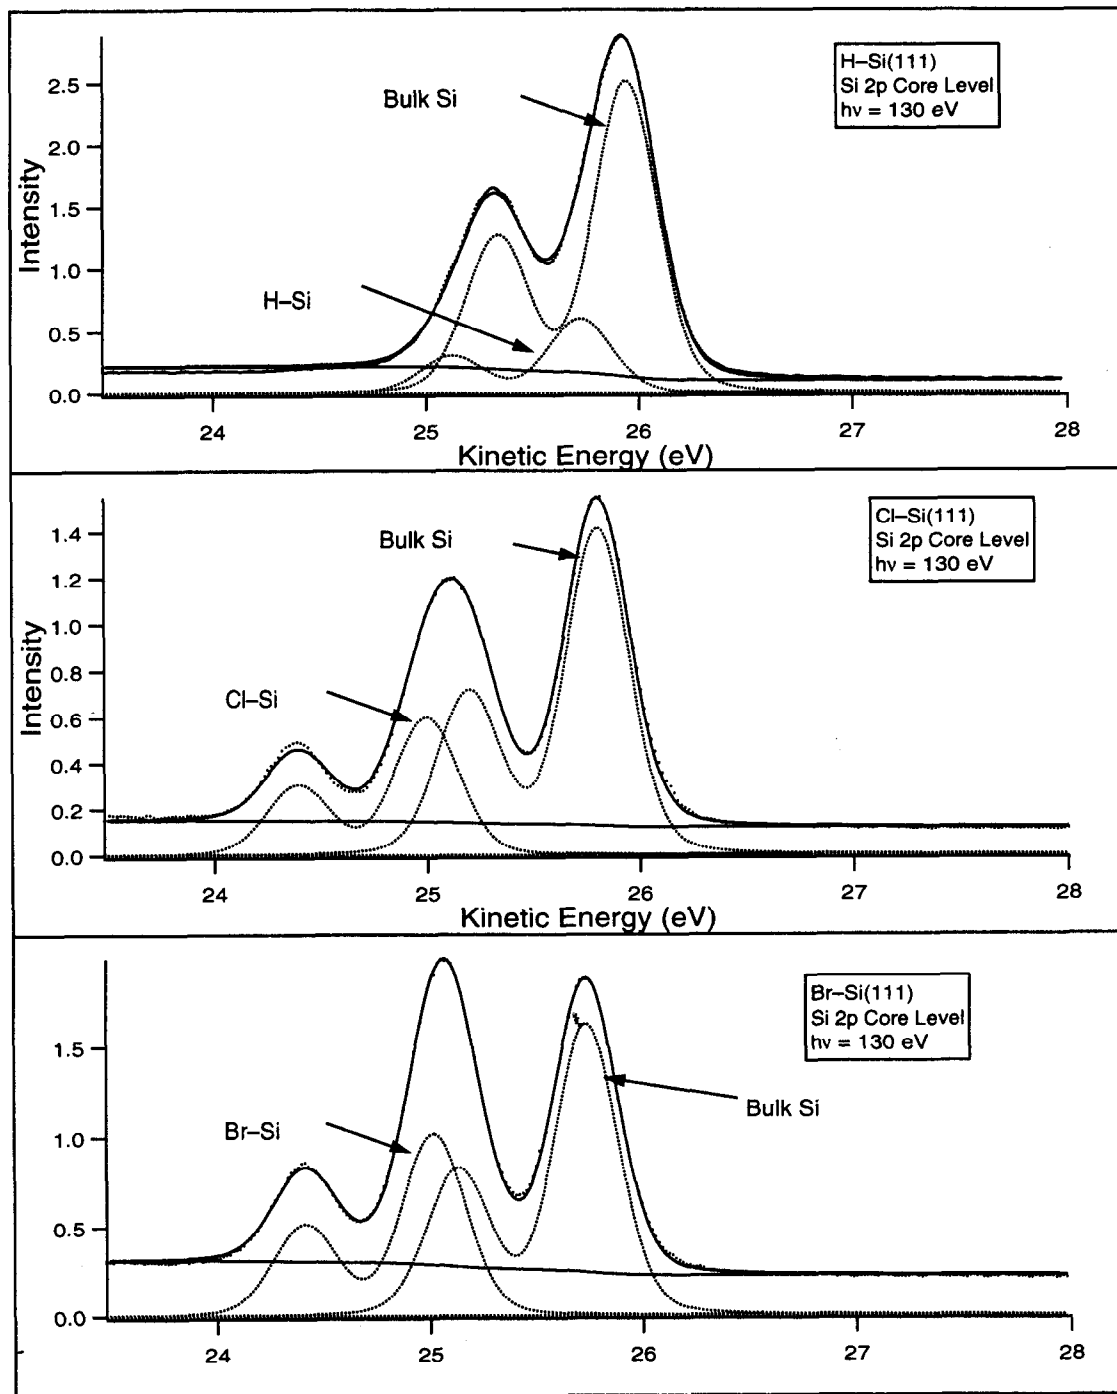 H–Si(111)
Si 2p Core Level
hν = 130 eV
Bulk Si
H–Si
Intensity
2.5
2.0
1.5
1.0
0.5
0.0
24 25 26 27 28
Kinetic Energy (eV)
Cl–Si(111)
Si 2p Core Level
hν = 130 eV
Bulk Si
Cl–Si
Intensity
1.4
1.2
1.0
0.8
0.6
0.4
0.2
0.0
24 25 26 27 28
Kinetic Energy (eV)
Br–Si(111)
Si 2p Core Level
hν = 130 eV
Bulk Si
Br–Si
1.5
1.0
0.5
0.0
24 25 26 27 28